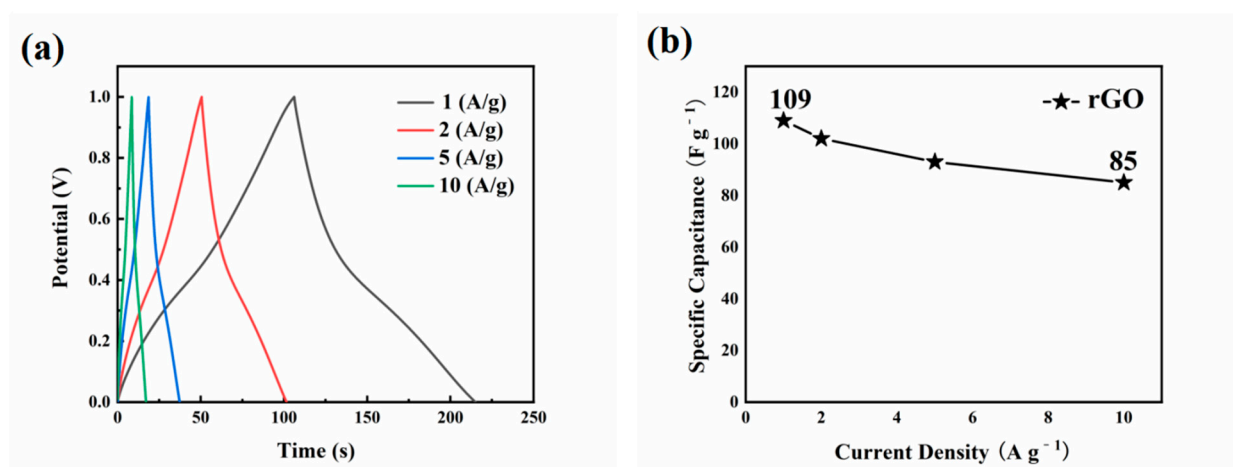 (a)
1 (A/g)
2 (A/g)
5 (A/g)
10 (A/g)
1.0
0.8
0.6
0.4
0.2
0.0
Potential (V)
0 50 100 150 200 250
Time (s)
(b)
-★- rGO
109
85
120
100
80
60
40
20
0
Specific Capacitance (F g⁻¹)
0 2 4 6 8 10
Current Density (A g⁻¹)